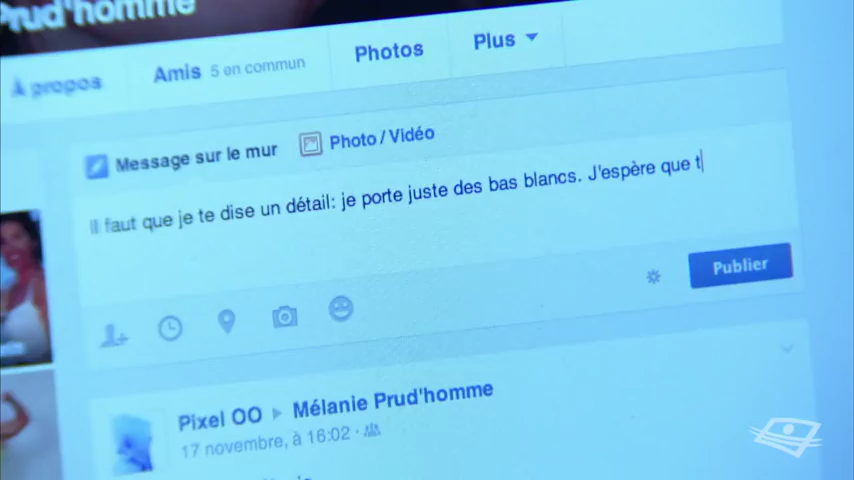 Prud'homme
À propos
Amis 5 en commun
Photos
Plus
Message sur le mur
Photo / Vidéo
Il faut que je te dise un détail: je porte juste des bas blancs. J'espère que t
Publier
Pixel OO ▸ Mélanie Prud'homme
17 novembre, à 16:02 ·